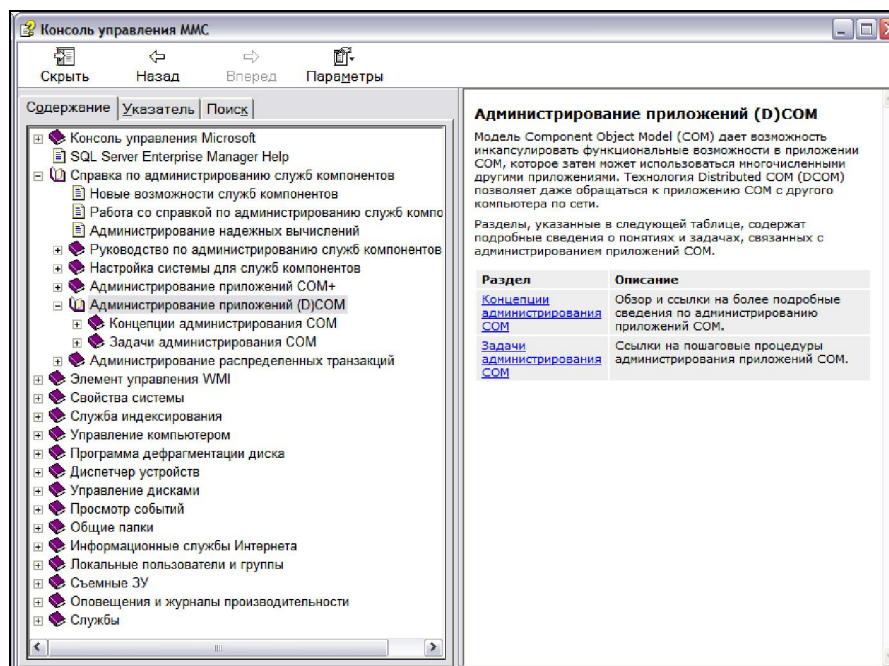 Консоль управления MMC
Скрыть Назад Вперед Параметры
Содержание Указатель Поиск
Консоль управления Microsoft
SQL Server Enterprise Manager Help
Справка по администрированию служб компонентов
Новые возможности служб компонентов
Работа со справкой по администрированию служб компо
Администрирование надежных вычислений
Руководство по администрированию служб компонентов
Настройка системы для служб компонентов
Администрирование приложений COM+
Администрирование приложений (D)COM
Концепции администрирования COM
Задачи администрирования COM
Администрирование распределенных транзакций
Элемент управления WMI
Свойства системы
Служба индексирования
Управление компьютером
Программа дефрагментации диска
Диспетчер устройств
Управление дисками
Просмотр событий
Общие папки
Информационные службы Интернета
Локальные пользователи и группы
Съемные ЗУ
Оповещения и журналы производительности
Службы
Администрирование приложений (D)COM
Модель Component Object Model (COM) дает возможность
инкапсулировать функциональные возможности в приложении
COM, которое затем может использоваться многочисленными
другими приложениями. Технология Distributed COM (DCOM)
позволяет даже обращаться к приложению COM с другого
компьютера по сети.
Разделы, указанные в следующей таблице, содержат
подробные сведения о понятиях и задачах, связанных с
администрированием приложений COM.
Раздел Описание
Концепции Обзор и ссылки на более подробные
администрирования сведения по администрированию
COM приложений COM.
Задачи Ссылки на пошаговые процедуры
администрирования администрирования приложений COM.
COM